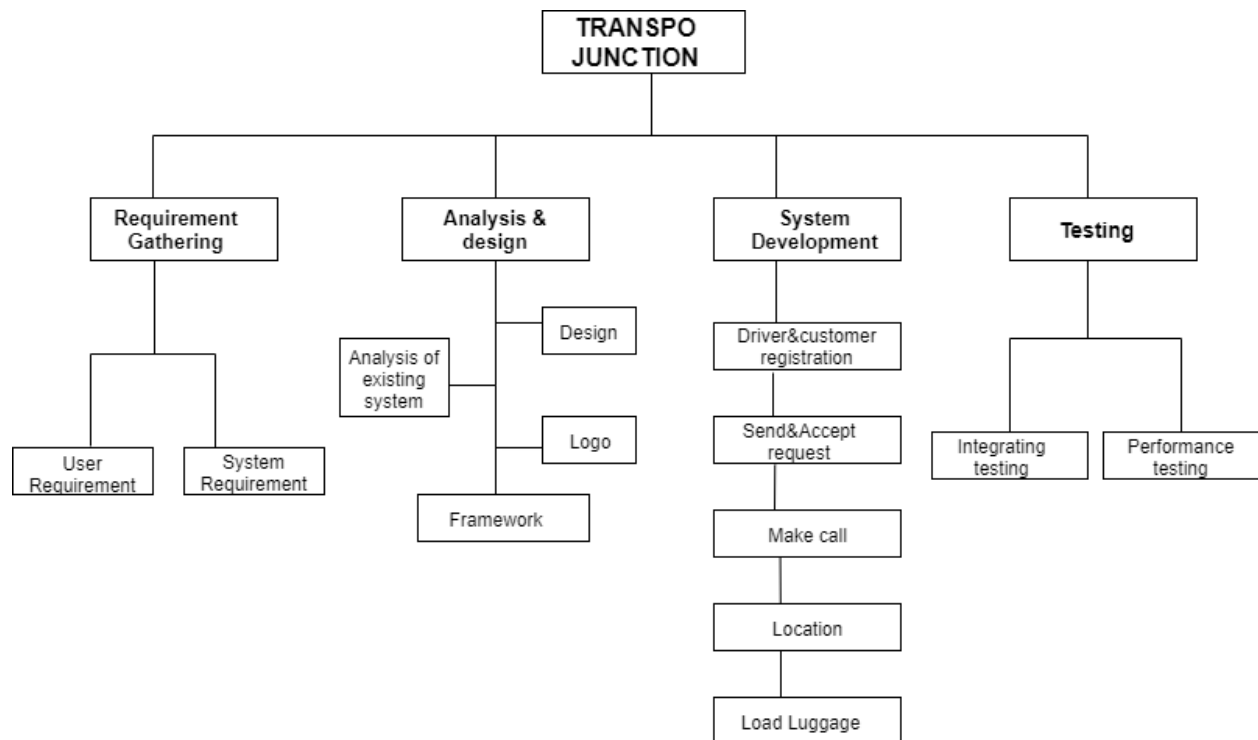 TRANSPO
JUNCTION
Requirement
Gathering
Analysis &
design
System
Development
Testing
User
Requirement
System
Requirement
Design
Analysis of
existing
system
Logo
Framework
Driver&customer
registration
Send&Accept
request
Make call
Location
Load Luggage
Integrating
testing
Performance
testing